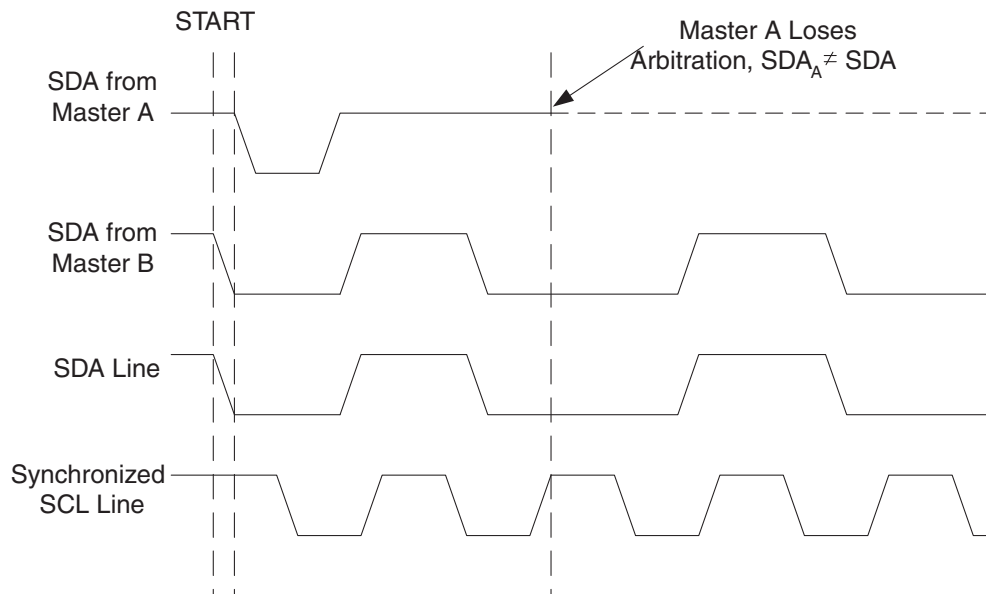 START
Master A Loses
Arbitration, SDA_A ≠ SDA
SDA from
Master A
SDA from
Master B
SDA Line
Synchronized
SCL Line